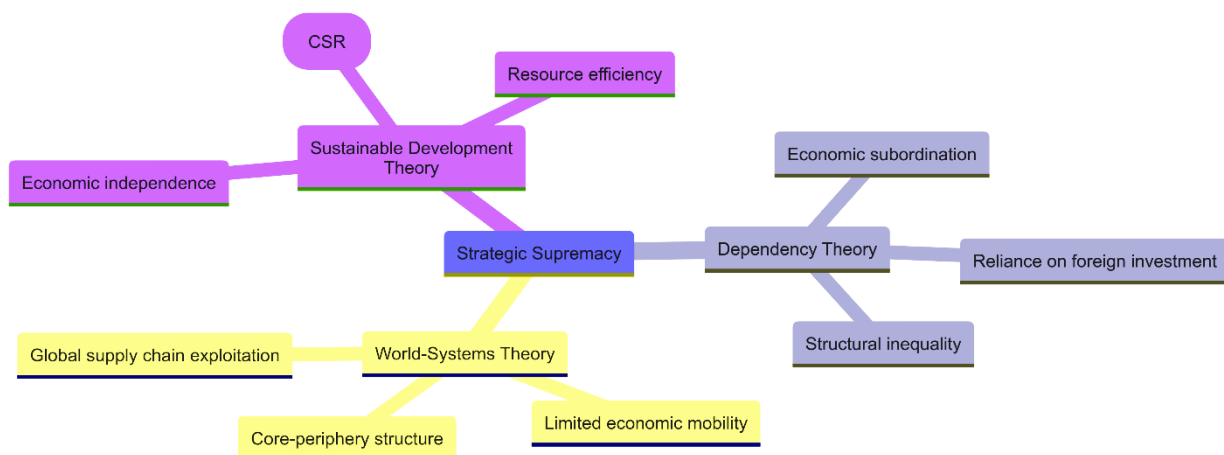 CSR
Resource efficiency
Sustainable Development
Theory
Economic independence
Economic subordination
Strategic Supremacy
Dependency Theory
Reliance on foreign investment
Structural inequality
Global supply chain exploitation
World-Systems Theory
Limited economic mobility
Core-periphery structure